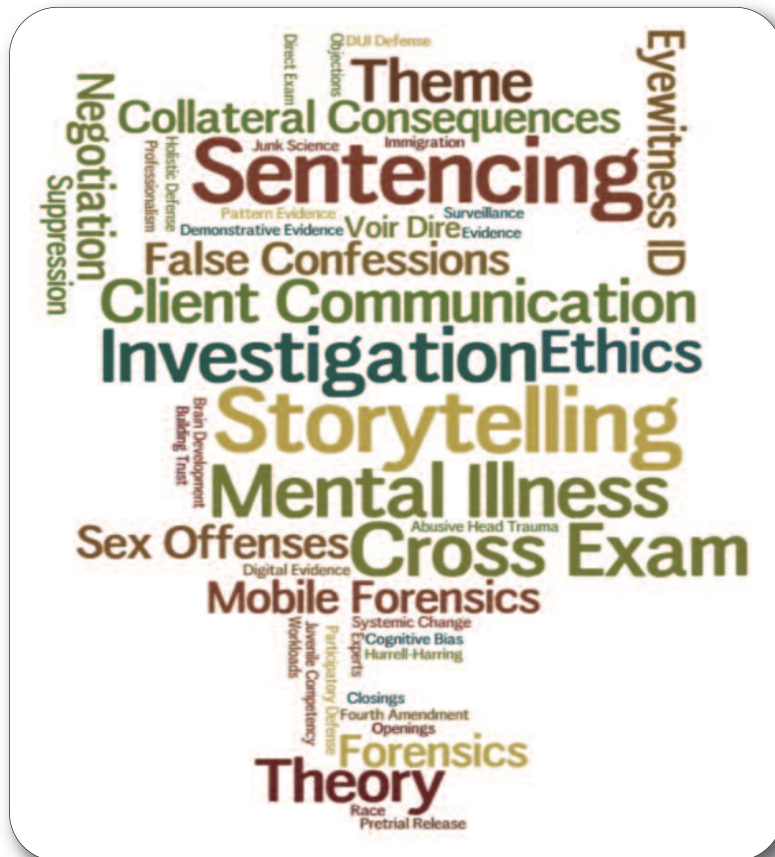 Direct Exam
Objections
DUI Defense
Theme
Eyewitness ID
Negotiation
Collateral Consequences
Professionalism
Holistic Defense
Junk Science
Immigration
Sentencing
Suppression
Pattern Evidence
Surveillance
Demonstrative Evidence
Voir Dire
Evidence
False Confessions
Client Communication
Investigation
Ethics
Storytelling
Brain Development
Building Trust
Mental Illness
Abusive Head Trauma
Sex Offenses
Cross Exam
Digital Evidence
Mobile Forensics
Workloads
Juvenile Competency
Participatory Defense
Systemic Change
Experts
Cognitive Bias
Hurrell-Harring
Closings
Fourth Amendment
Openings
Forensics
Theory
Race
Pretrial Release